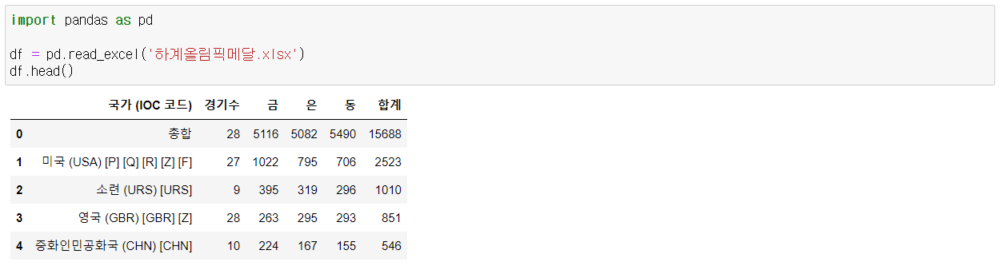 import pandas as pd
df = pd.read_excel('하계올림픽메달.xlsx')
df.head()
국가 (IOC 코드) 경기수 금 은 동 합계
0 총합 28 5116 5082 5490 15688
1 미국 (USA) [P] [Q] [R] [Z] [F] 27 1022 795 706 2523
2 소련 (URS) [URS] 9 395 319 296 1010
3 영국 (GBR) [GBR] [Z] 28 263 295 293 851
4 중화인민공화국 (CHN) [CHN] 10 224 167 155 546